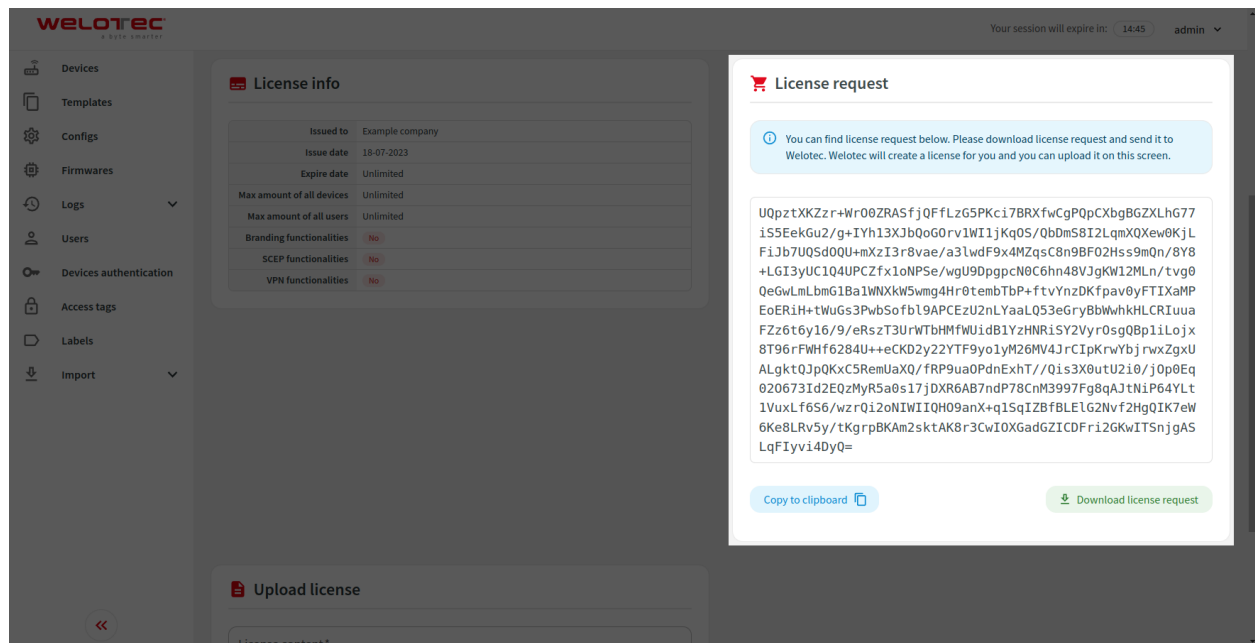 welotec
a byte smarter
Your session will expire in: 14:45 admin
Devices
Templates
Configs
Firmwares
Logs
Users
Devices authentication
Access tags
Labels
Import
License info
Issued to Example company
Issue date 18-07-2023
Expire date Unlimited
Max amount of all devices Unlimited
Max amount of all users Unlimited
Branding functionalities No
SCEP functionalities No
VPN functionalities No
License request
You can find license request below. Please download license request and send it to
Welotec. Welotec will create a license for you and you can upload it on this screen.
UQpztXKZzr+WrO0ZRASfjQFfLzG5PKci7BRXfwCgPQpCXbgBGZXLhG77
iS5EekGu2/g+IYh13XJbQoGOrv1WI1jKqOS/QbDmS8I2LqmXQXew0KjL
FiJb7UQSdOQU+mXzI3r8vae/a3lwdF9x4MZqsC8n9BFO2Hss9mQn/8Y8
+LGI3yUC1Q4UPCZfx1oNPSe/wgU9DpgpcN0C6hn48VJgKW12MLn/tvg0
QeGwLmLbmG1Ba1WNXkW5wmg4Hr0tembTbP+ftvYnzDKfpav0yFTIXaMP
EoERiH+tWuGs3PwbSofbl9APCEzU2nLYaaLQ53eGryBbWwhkHLCRIuua
FZz6t6y16/9/eRszT3UrWTbHMfWUidB1YzHNRiSY2VyrOsgQBp1iLojx
8T96rFWHf6284U++eCKD2y22YTF9yo1yM26MV4JrCIpKrwYbjrwxZgxU
ALgktQJpQKxC5RemUaXQ/fRP9uaOPdnExhT//Qis3X0utU2i0/jOp0Eq
02O673Id2EQzMyR5a0s17jDXR6AB7ndP78CnM3997Fg8qAJtNiP64YLt
1VuxLf6S6/wzrQi2oNIWIIQHO9anX+q1SqIZBfBLElG2Nvf2HgQIK7eW
6Ke8LRv5y/tKgrpBKAm2sktAK8r3CwIOXGadGZICDFri2GKwITSnjgAS
LqFIyvi4DyQ=
Copy to clipboard
Download license request
Upload license
License content *